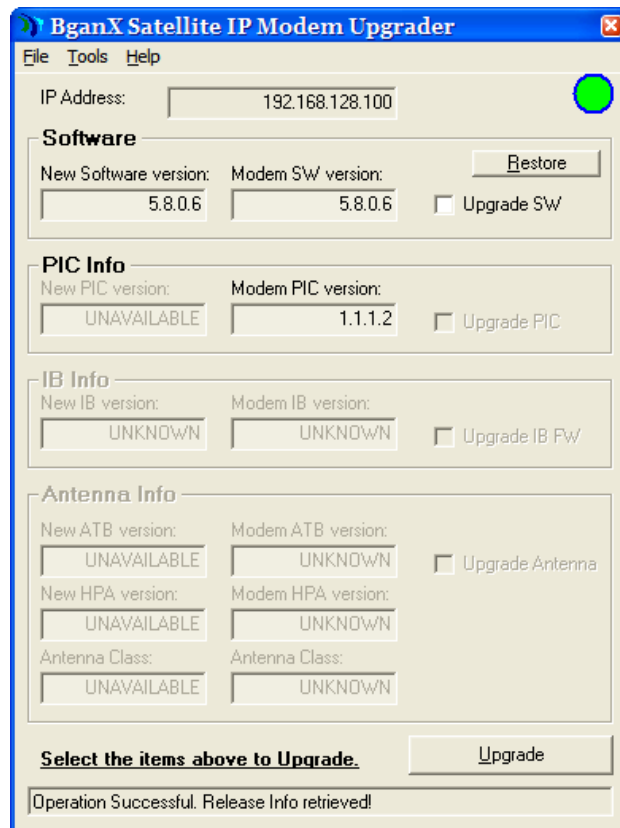 BganX Satellite IP Modem Upgrader
File Tools Help
IP Address: 192.168.128.100
Software
Restore
New Software version: Modem SW version:
5.8.0.6 5.8.0.6 Upgrade SW
PIC Info
New PIC version: Modem PIC version:
UNAVAILABLE 1.1.1.2 Upgrade PIC
IB Info
New IB version: Modem IB version:
UNKNOWN UNKNOWN Upgrade IB FW
Antenna Info
New ATB version: Modem ATB version:
UNAVAILABLE UNKNOWN Upgrade Antenna
New HPA version: Modem HPA version:
UNAVAILABLE UNKNOWN
Antenna Class: Antenna Class:
UNAVAILABLE UNKNOWN
Select the items above to Upgrade. Upgrade
Operation Successful. Release Info retrieved!